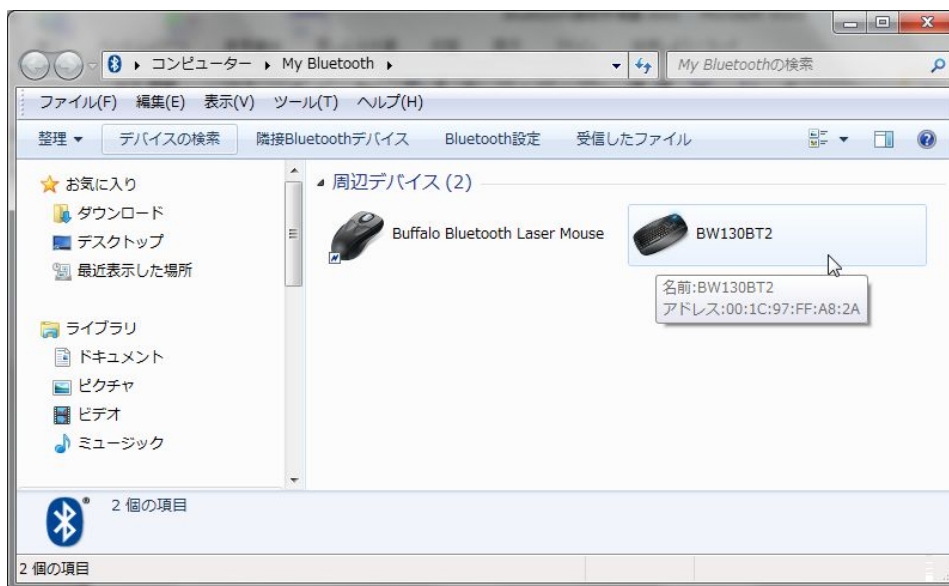 コンピューター ▸ My Bluetooth ▸
My Bluetoothの検索
ファイル(F) 編集(E) 表示(V) ツール(T) ヘルプ(H)
整理 デバイスの検索 隣接Bluetoothデバイス Bluetooth設定 受信したファイル
お気に入り
ダウンロード
デスクトップ
最近表示した場所
ライブラリ
ドキュメント
ピクチャ
ビデオ
ミュージック
周辺デバイス (2)
Buffalo Bluetooth Laser Mouse
BW130BT2
名前:BW130BT2
アドレス:00:1C:97:FF:A8:2A
2 個の項目
2 個の項目